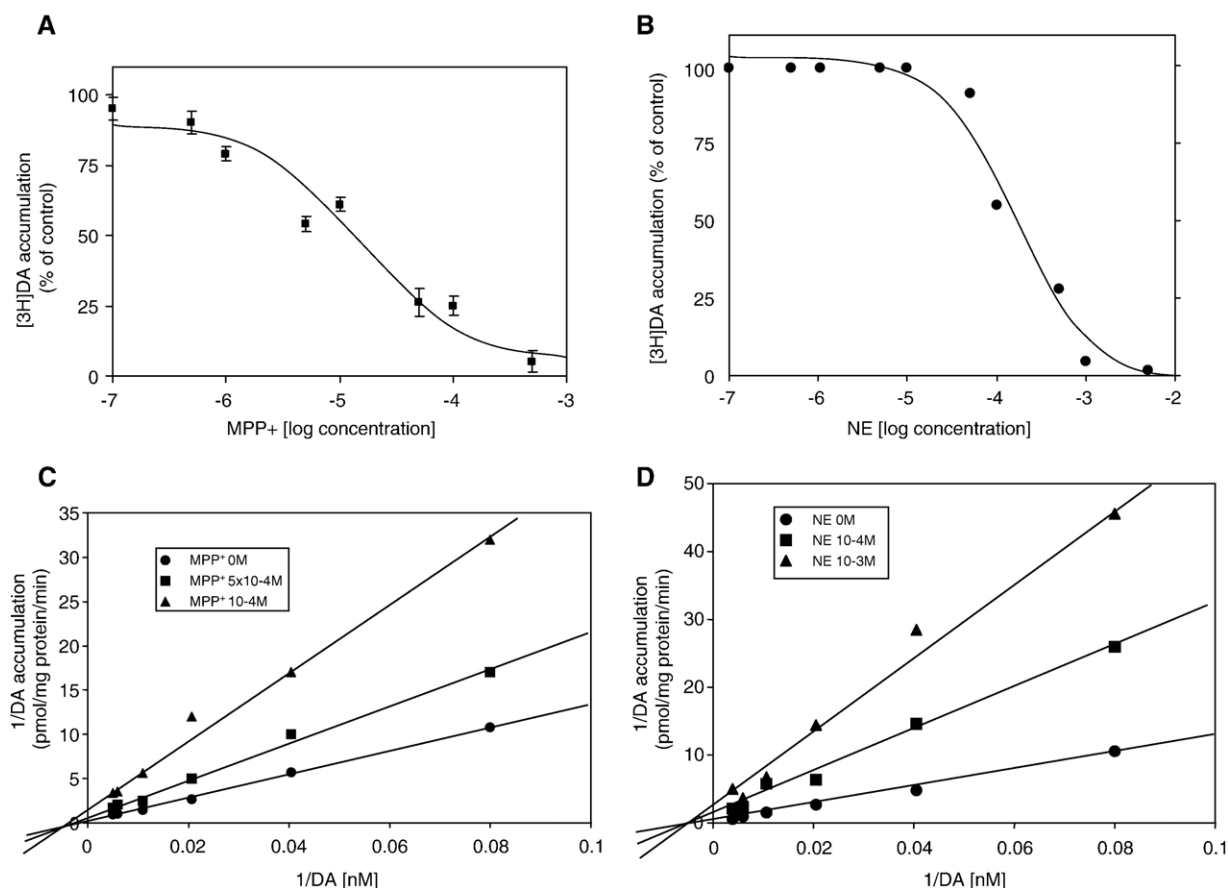 A
[3H]DA accumulation
(% of control)
100
75
50
25
0
-7
-6
-5
-4
-3
MPP+ [log concentration]
B
[3H]DA accumulation (% of control)
100
75
50
25
0
-7
-6
-5
-4
-3
-2
NE [log concentration]
C
1/DA accumulation
(pmol/mg protein/min)
35
30
25
20
15
10
5
0
MPP⁺ 0M
MPP⁺ 5x10-4M
MPP⁺ 10-4M
0
0.02
0.04
0.06
0.08
0.1
1/DA [nM]
D
1/DA accumulation
(pmol/mg protein/min)
50
40
30
20
10
0
NE 0M
NE 10-4M
NE 10-3M
0
0.02
0.04
0.06
0.08
0.1
1/DA [nM]